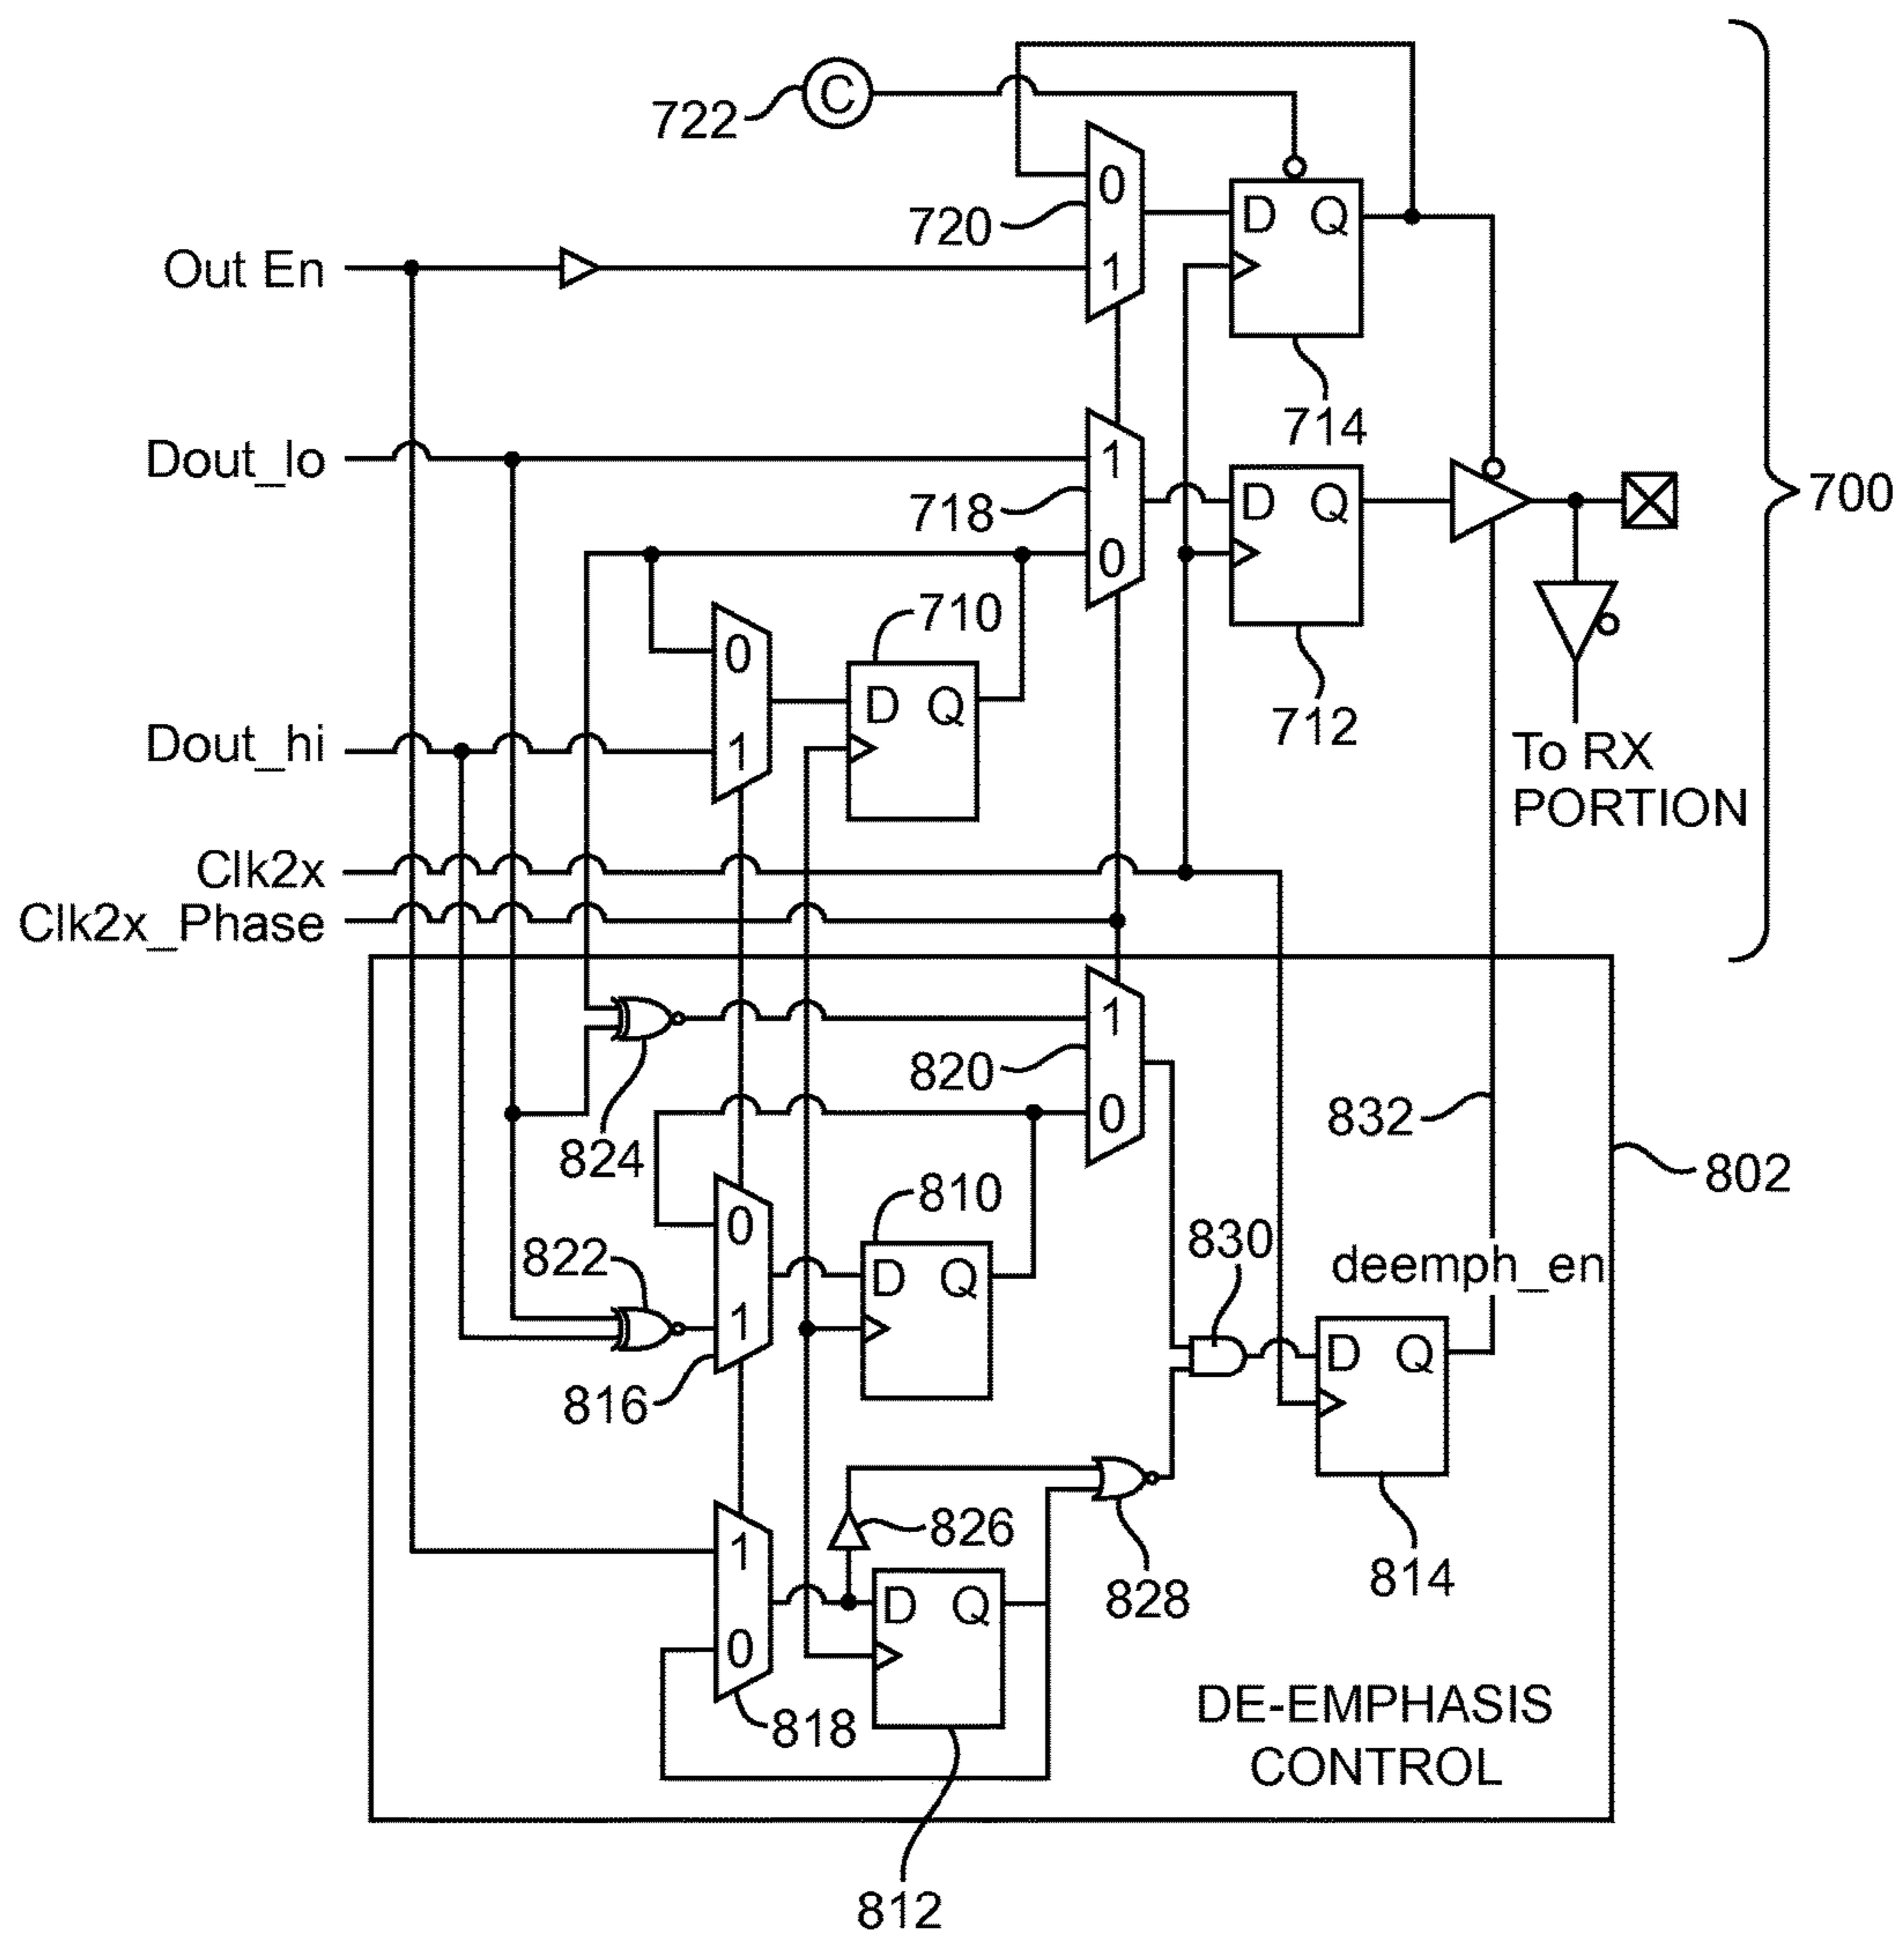 722
C
0
720
1
D Q
714
Out En
Dout_lo
1
718
0
D Q
712
700
710
0
D Q
1
Dout_hi
To RX
PORTION
Clk2x
Clk2x_Phase
1
820
0
824
832
802
810
0
822
D Q
1
816
830
deemph_en
D Q
814
1
826
828
D Q
0
818
812
DE-EMPHASIS
CONTROL